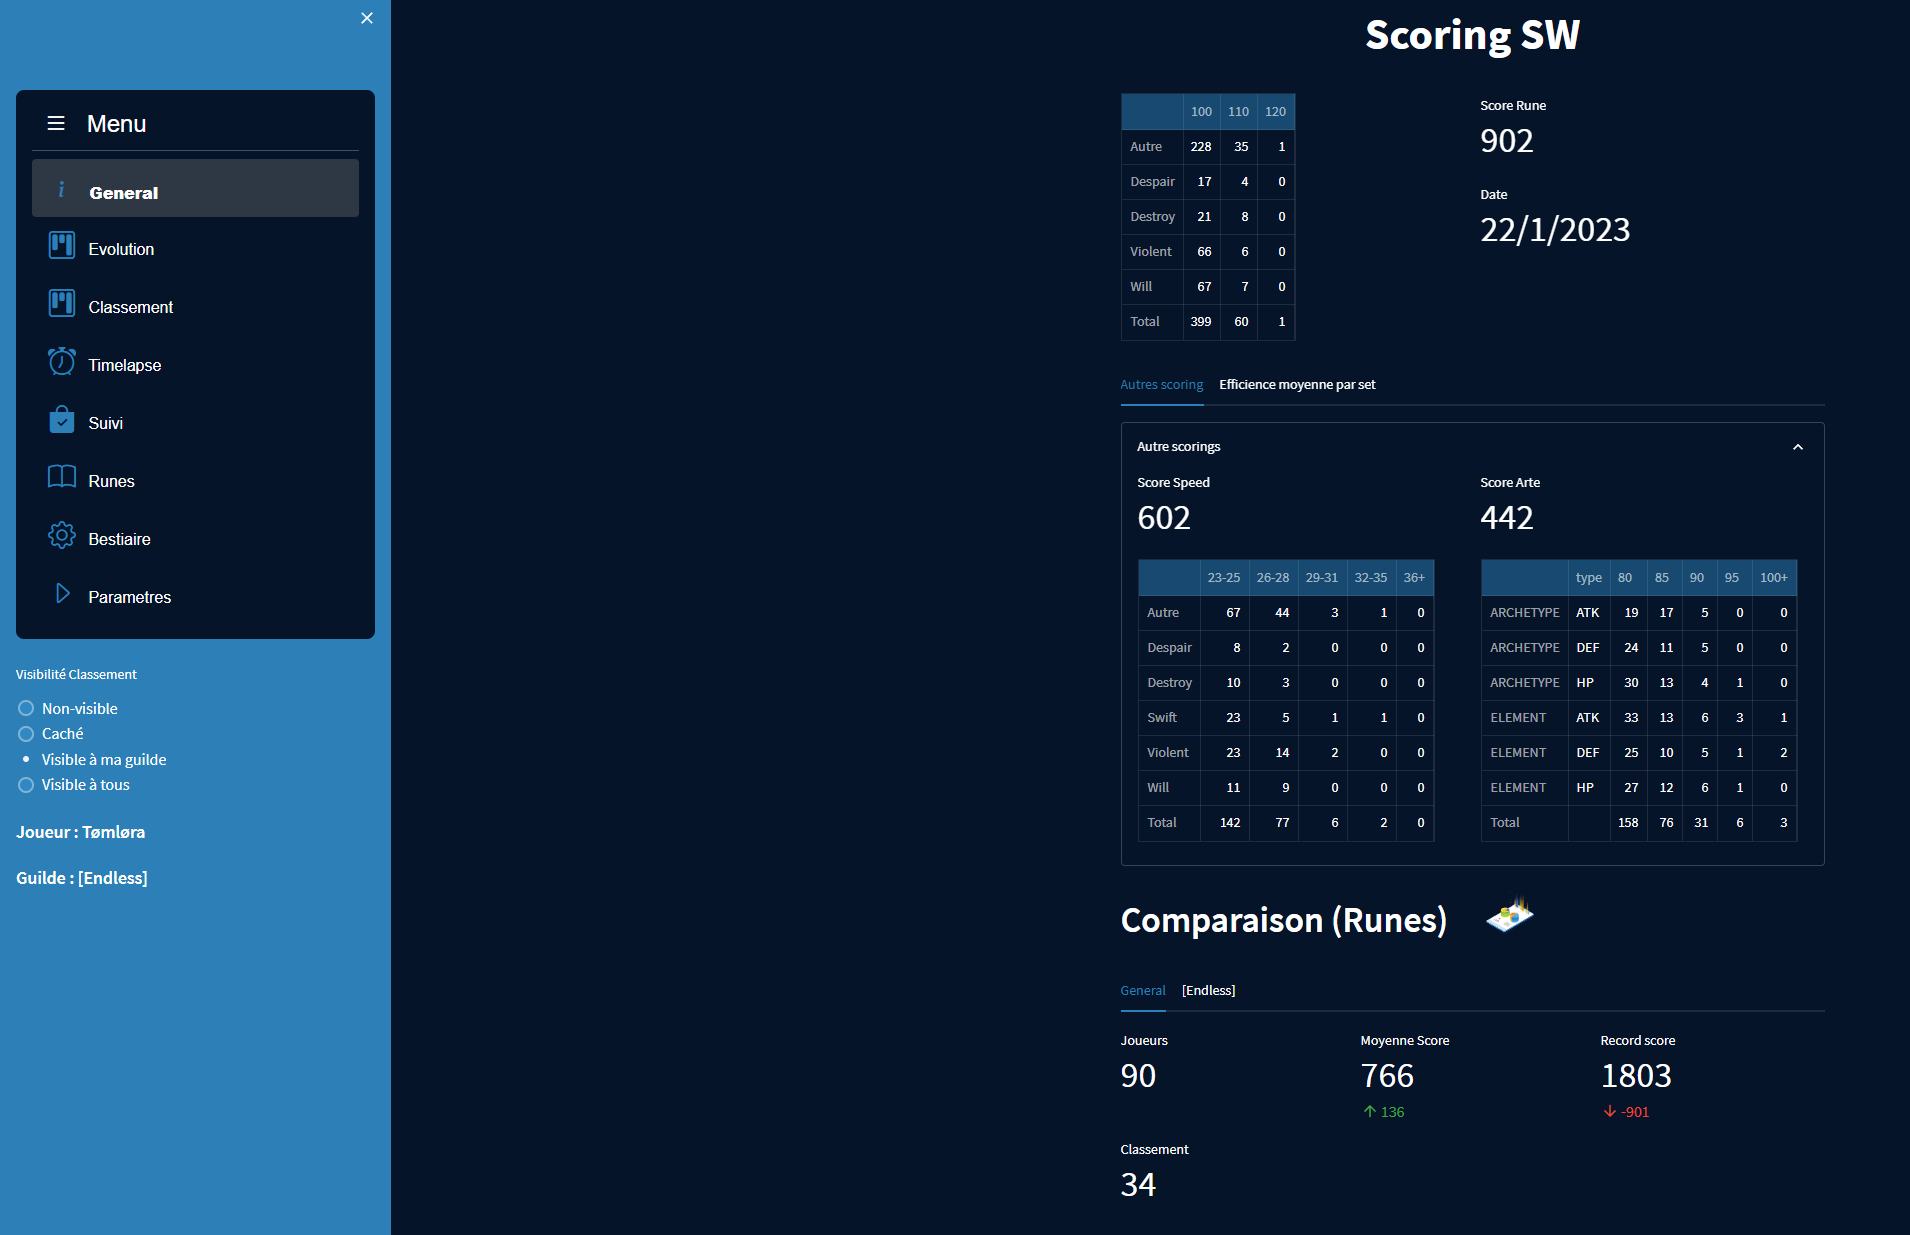 Menu
General
Evolution
Classement
Timelapse
Suivi
Runes
Bestiaire
Parametres
Visibilité Classement
Non-visible
Caché
Visible à ma guilde
Visible à tous
Joueur : Tømløra
Guilde : [Endless]
Scoring SW
100 110 120
Autre 228 35 1
Despair 17 4 0
Destroy 21 8 0
Violent 66 6 0
Will 67 7 0
Total 399 60 1
Score Rune
902
Date
22/1/2023
Autres scoring Efficience moyenne par set
Autre scorings
Score Speed
602
23-25 26-28 29-31 32-35 36+
Autre 67 44 3 1 0
Despair 8 2 0 0 0
Destroy 10 3 0 0 0
Swift 23 5 1 1 0
Violent 23 14 2 0 0
Will 11 9 0 0 0
Total 142 77 6 2 0
Score Arte
442
type 80 85 90 95 100+
ARCHETYPE ATK 19 17 5 0 0
ARCHETYPE DEF 24 11 5 0 0
ARCHETYPE HP 30 13 4 1 0
ELEMENT ATK 33 13 6 3 1
ELEMENT DEF 25 10 5 1 2
ELEMENT HP 27 12 6 1 0
Total 158 76 31 6 3
Comparaison (Runes)
General [Endless]
Joueurs
90
Moyenne Score
766
136
Record score
1803
-901
Classement
34